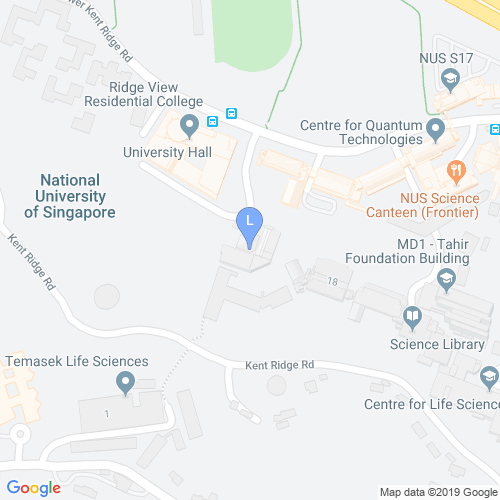 Lower Kent Ridge Rd
NUS S17
Ridge View
Residential College
University Hall
Centre for Quantum
Technologies
National
University
of Singapore
NUS Science
Canteen (Frontier)
L
MD1 - Tahir
Foundation Building
Kent Ridge Rd
18
Science Library
Temasek Life Sciences
Kent Ridge Rd
1
Centre for Life Science
Google
Map data ©2019 Google